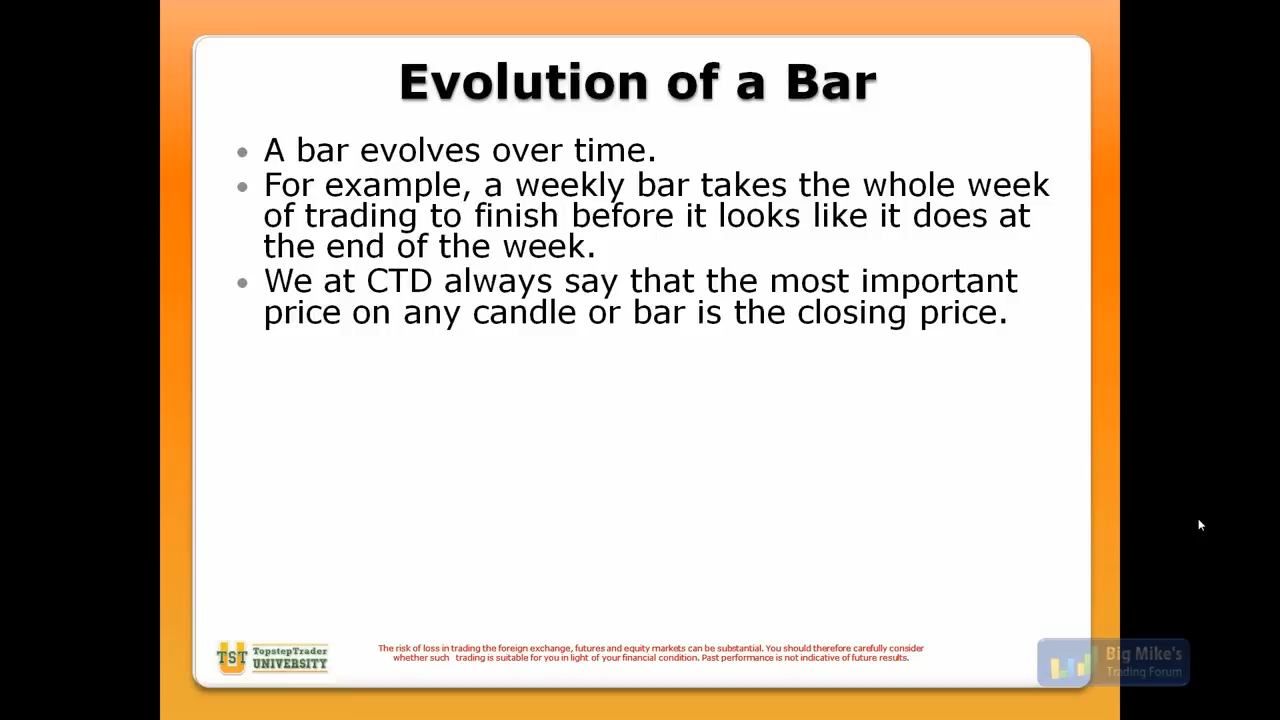 Evolution of a Bar
• A bar evolves over time.
• For example, a weekly bar takes the whole week
of trading to finish before it looks like it does at
the end of the week.
• We at CTD always say that the most important
price on any candle or bar is the closing price.
TST
TopstepTrader
UNIVERSITY
The risk of loss in trading the foreign exchange, futures and equity markets can be substantial. You should therefore carefully consider
whether such trading is suitable for you in light of your financial condition. Past performance is not indicative of future results.
Big Mike's
Trading Forum